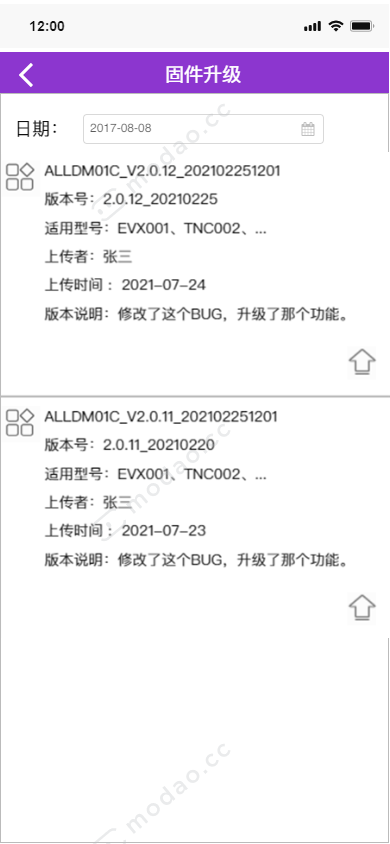 12:00
固件升级
日期：
2017-08-08
ALLDM01C_V2.0.12_202102251201
版本号：2.0.12_20210225
适用型号：EVX001、TNC002、...
上传者：张三
上传时间 ：2021-07-24
版本说明：修改了这个BUG，升级了那个功能。
ALLDM01C_V2.0.11_202102251201
版本号：2.0.11_20210220
适用型号：EVX001、TNC002、...
上传者：张三
上传时间 ：2021-07-23
版本说明：修改了这个BUG，升级了那个功能。
modao.cc
modao.cc
modao.cc